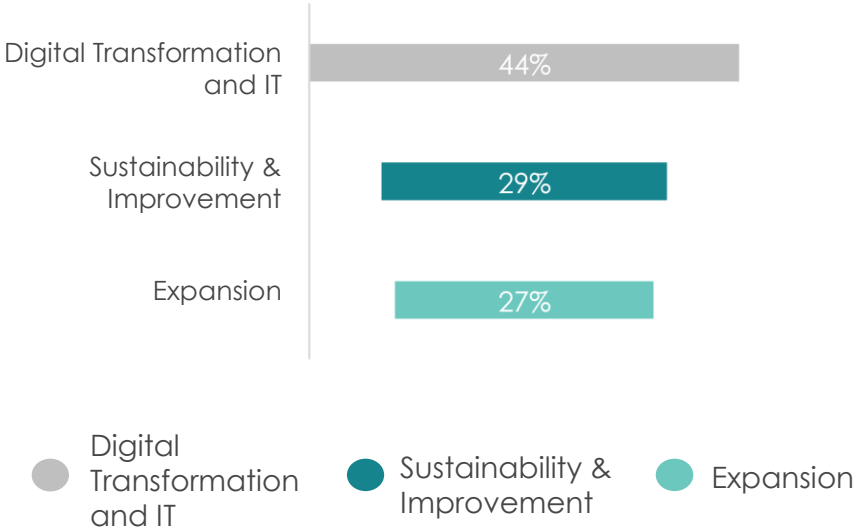 Digital Transformation
and IT
44%
Sustainability &
Improvement
29%
Expansion
27%
Digital
Transformation
and IT
Sustainability &
Improvement
Expansion